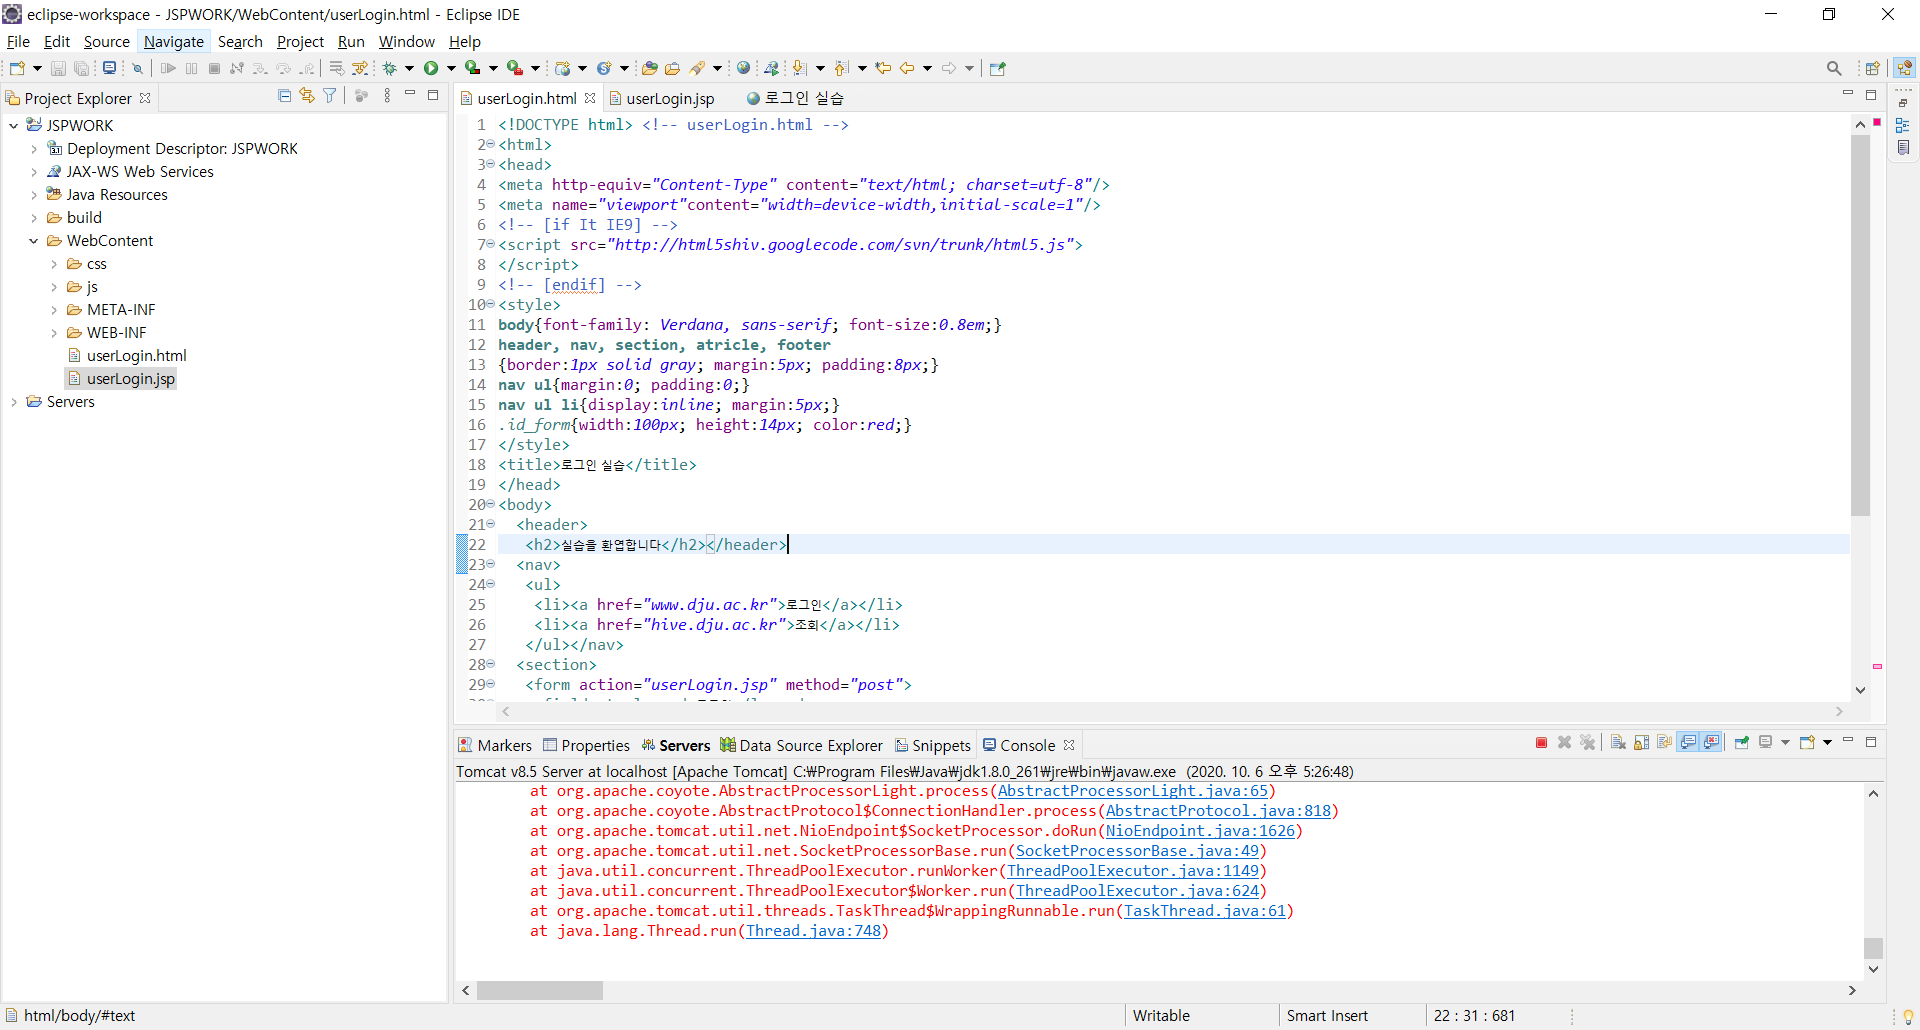 eclipse-workspace - JSPWORK/WebContent/userLogin.html - Eclipse IDE
File Edit Source Navigate Search Project Run Window Help
Project Explorer
JSPWORK
Deployment Descriptor: JSPWORK
JAX-WS Web Services
Java Resources
build
WebContent
css
js
META-INF
WEB-INF
userLogin.html
userLogin.jsp
Servers
userLogin.html userLogin.jsp 로그인 실습
1 <!DOCTYPE html> <!-- userLogin.html -->
2 <html>
3 <head>
4 <meta http-equiv="Content-Type" content="text/html; charset=utf-8"/>
5 <meta name="viewport"content="width=device-width,initial-scale=1"/>
6 <!-- [if It IE9] -->
7 <script src="http://html5shiv.googlecode.com/svn/trunk/html5.js">
8 </script>
9 <!-- [endif] -->
10 <style>
11 body{font-family: Verdana, sans-serif; font-size:0.8em;}
12 header, nav, section, atricle, footer
13 {border:1px solid gray; margin:5px; padding:8px;}
14 nav ul{margin:0; padding:0;}
15 nav ul li{display:inline; margin:5px;}
16 .id_form{width:100px; height:14px; color:red;}
17 </style>
18 <title>로그인 실습</title>
19 </head>
20 <body>
21 <header>
22 <h2>실습을 환엽합니다</h2></header>
23 <nav>
24 <ul>
25 <li><a href="www.dju.ac.kr">로그인</a></li>
26 <li><a href="hive.dju.ac.kr">조회</a></li>
27 </ul></nav>
28 <section>
29 <form action="userLogin.jsp" method="post">
Markers Properties Servers Data Source Explorer Snippets Console
Tomcat v8.5 Server at localhost [Apache Tomcat] C:₩Program Files₩Java₩jdk1.8.0_261₩jre₩bin₩javaw.exe (2020. 10. 6 오후 5:26:48)
at org.apache.coyote.AbstractProcessorLight.process(AbstractProcessorLight.java:65)
at org.apache.coyote.AbstractProtocol$ConnectionHandler.process(AbstractProtocol.java:818)
at org.apache.tomcat.util.net.NioEndpoint$SocketProcessor.doRun(NioEndpoint.java:1626)
at org.apache.tomcat.util.net.SocketProcessorBase.run(SocketProcessorBase.java:49)
at java.util.concurrent.ThreadPoolExecutor.runWorker(ThreadPoolExecutor.java:1149)
at java.util.concurrent.ThreadPoolExecutor$Worker.run(ThreadPoolExecutor.java:624)
at org.apache.tomcat.util.threads.TaskThread$WrappingRunnable.run(TaskThread.java:61)
at java.lang.Thread.run(Thread.java:748)
html/body/#text Writable Smart Insert 22 : 31 : 681